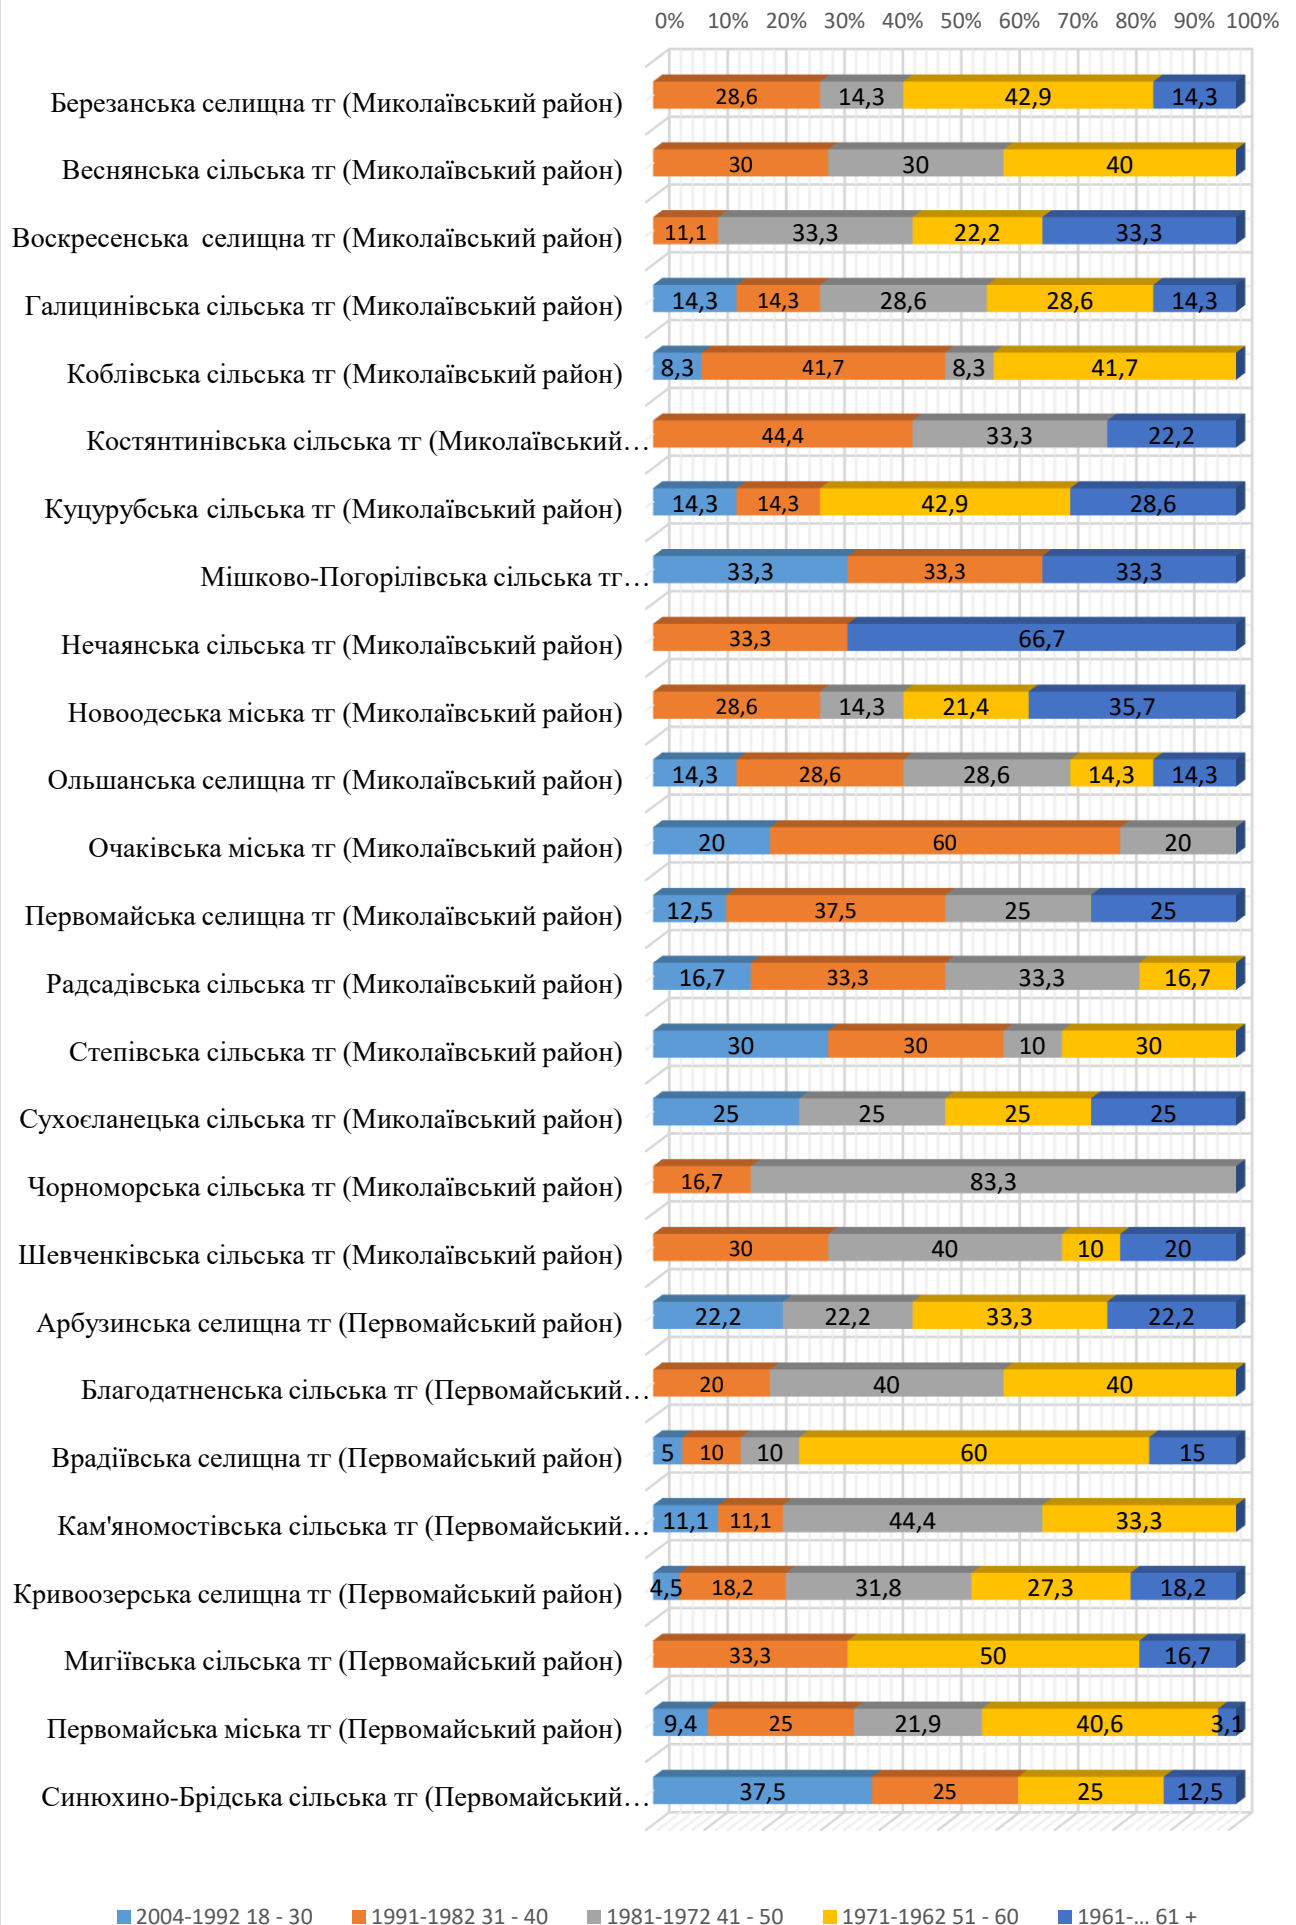 0% 10% 20% 30% 40% 50% 60% 70% 80% 90% 100%
Березанська селищна тг (Миколаївський район) 28,6 14,3 42,9 14,3
Веснянська сільська тг (Миколаївський район) 30 30 40
Воскресенська селищна тг (Миколаївський район) 11,1 33,3 22,2 33,3
Галицинівська сільська тг (Миколаївський район) 14,3 14,3 28,6 28,6 14,3
Коблівська сільська тг (Миколаївський район) 8,3 41,7 8,3 41,7
Костянтинівська сільська тг (Миколаївський… 44,4 33,3 22,2
Куцурубська сільська тг (Миколаївський район) 14,3 14,3 42,9 28,6
Мішково-Погорілівська сільська тг… 33,3 33,3 33,3
Нечаянська сільська тг (Миколаївський район) 33,3 66,7
Новоодеська міська тг (Миколаївський район) 28,6 14,3 21,4 35,7
Ольшанська селищна тг (Миколаївський район) 14,3 28,6 28,6 14,3 14,3
Очаківська міська тг (Миколаївський район) 20 60 20
Первомайська селищна тг (Миколаївський район) 12,5 37,5 25 25
Радсадівська сільська тг (Миколаївський район) 16,7 33,3 33,3 16,7
Степівська сільська тг (Миколаївський район) 30 30 10 30
Сухоєланецька сільська тг (Миколаївський район) 25 25 25 25
Чорноморська сільська тг (Миколаївський район) 16,7 83,3
Шевченківська сільська тг (Миколаївський район) 30 40 10 20
Арбузинська селищна тг (Первомайський район) 22,2 22,2 33,3 22,2
Благодатненська сільська тг (Первомайський… 20 40 40
Врадіївська селищна тг (Первомайський район) 5 10 10 60 15
Кам'яномостівська сільська тг (Первомайський… 11,1 11,1 44,4 33,3
Кривоозерська селищна тг (Первомайський район) 4,5 18,2 31,8 27,3 18,2
Мигіївська сільська тг (Первомайський район) 33,3 50 16,7
Первомайська міська тг (Первомайський район) 9,4 25 21,9 40,6 3,1
Синюхино-Брідська сільська тг (Первомайський… 37,5 25 25 12,5
2004-1992 18 - 30 1991-1982 31 - 40 1981-1972 41 - 50 1971-1962 51 - 60 1961-... 61 +